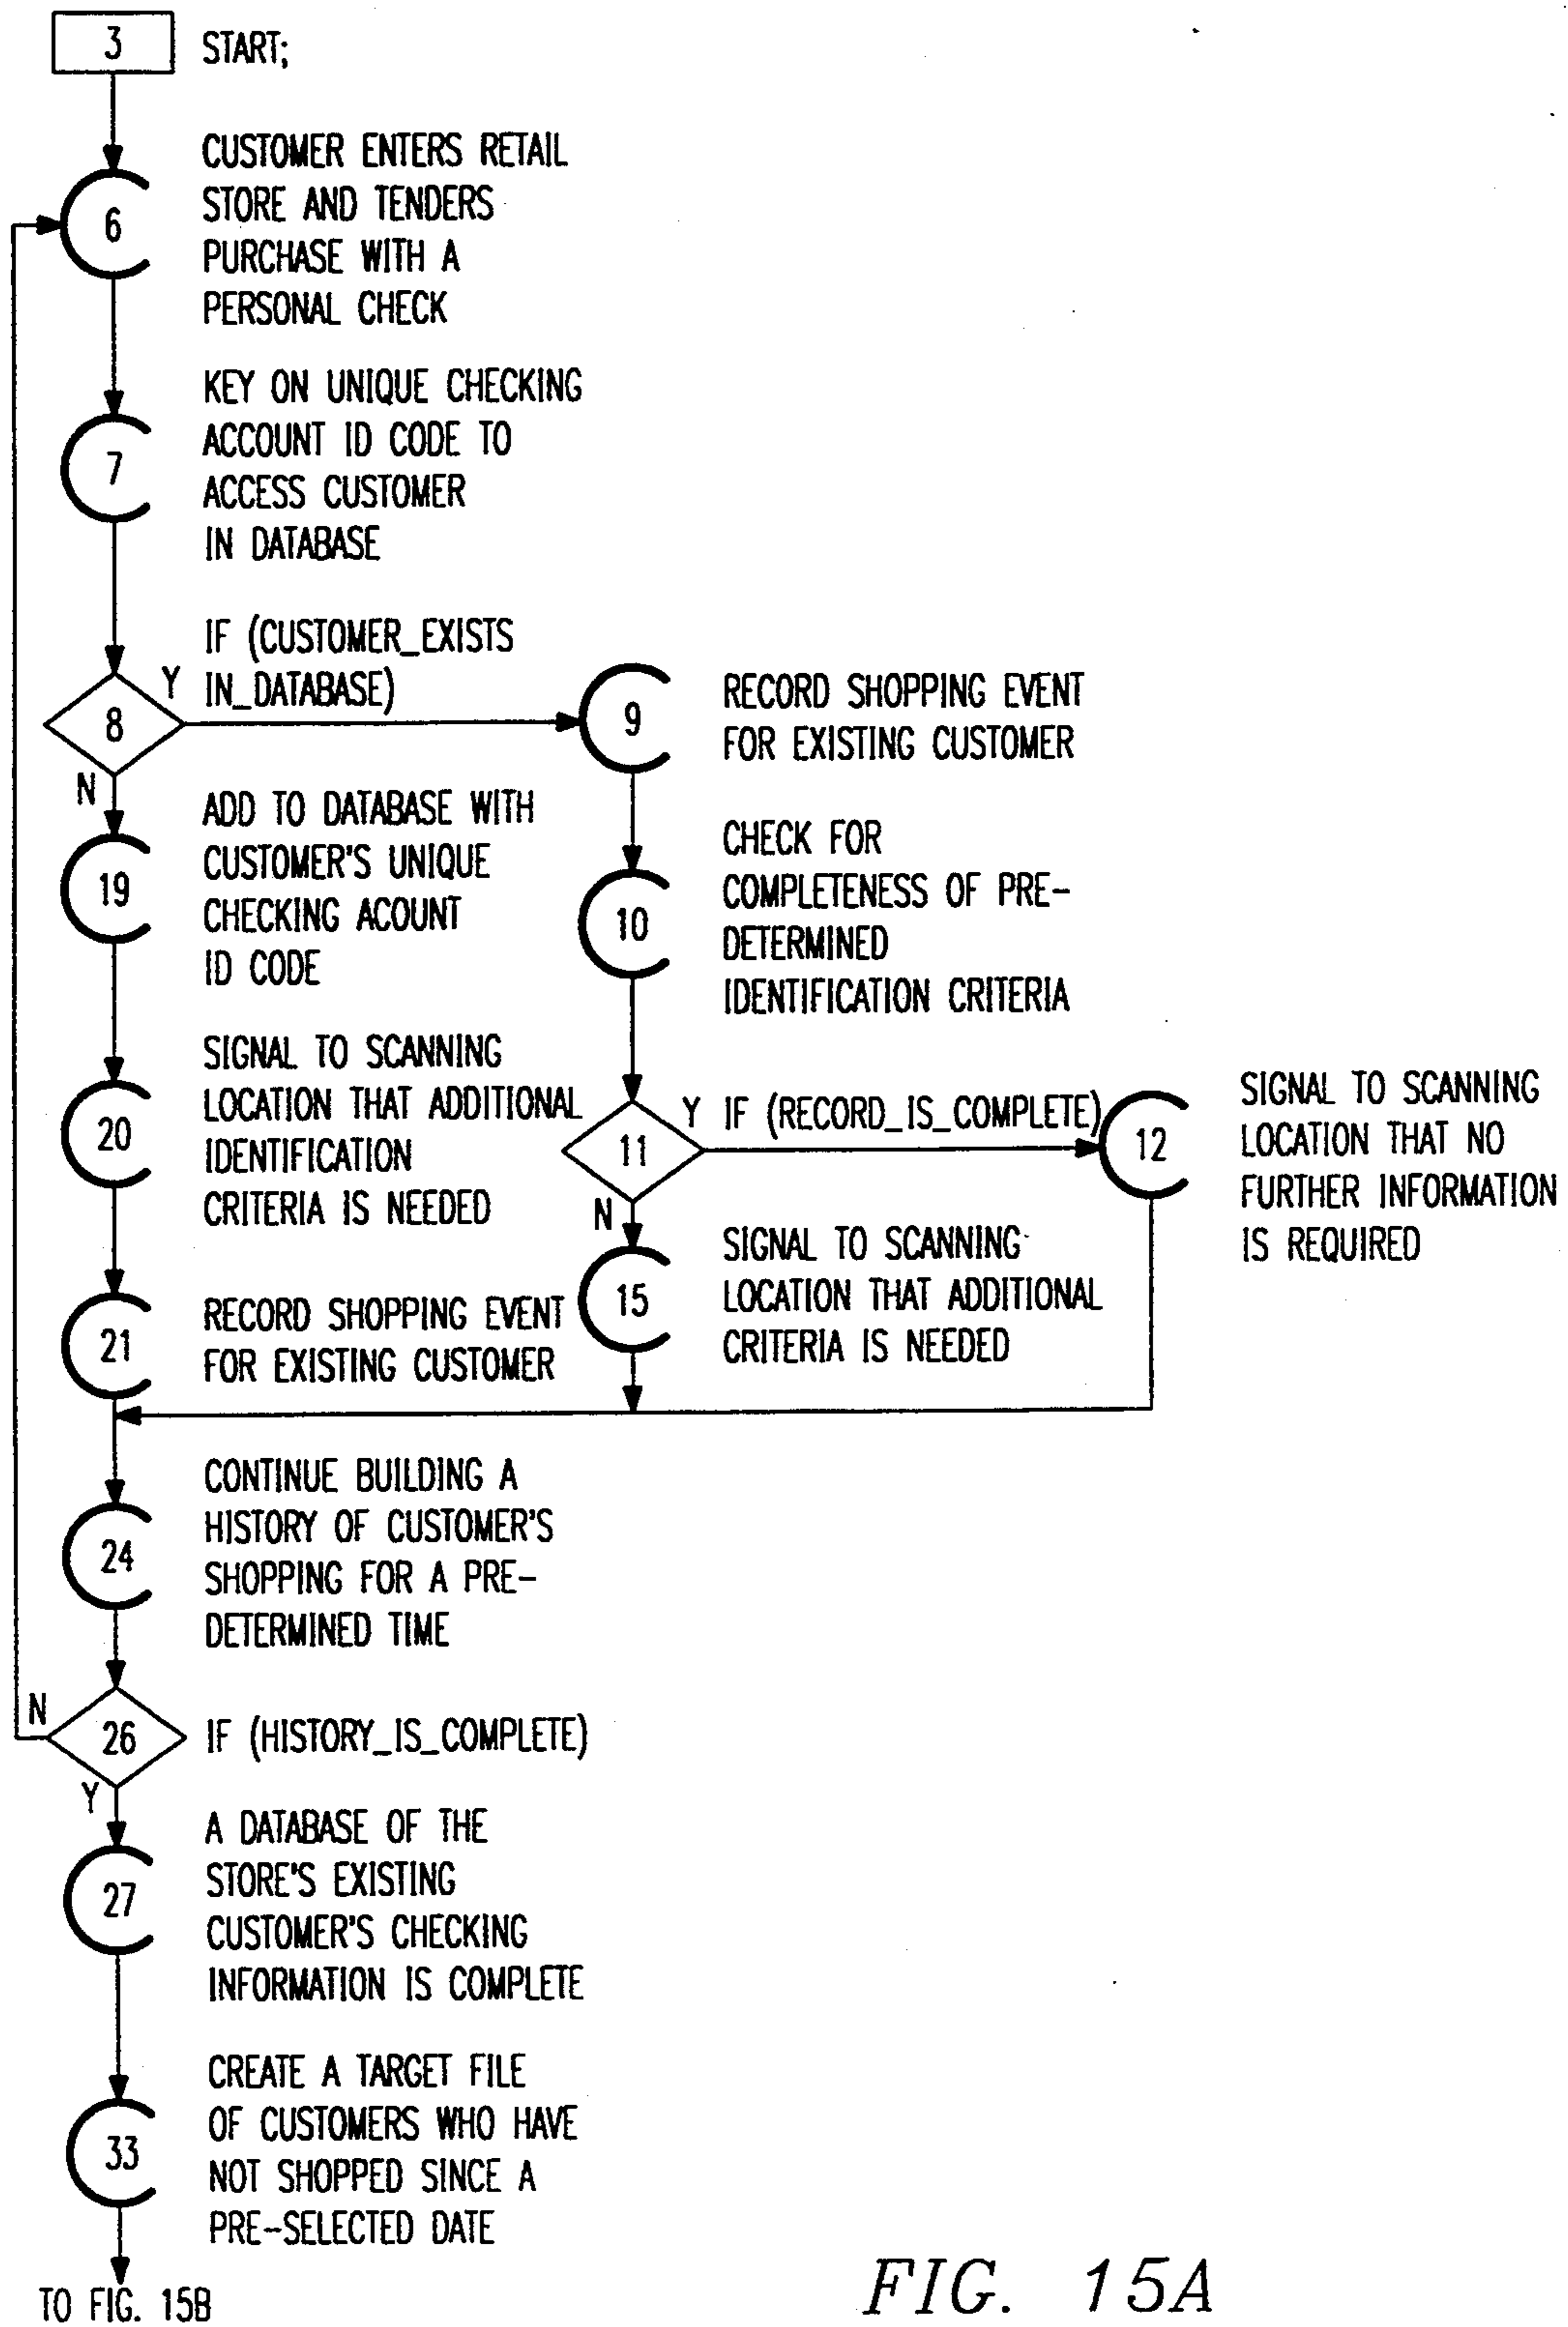 3 START;
6
CUSTOMER ENTERS RETAIL
STORE AND TENDERS
PURCHASE WITH A
PERSONAL CHECK
7
KEY ON UNIQUE CHECKING
ACCOUNT ID CODE TO
ACCESS CUSTOMER
IN DATABASE
8
IF (CUSTOMER_EXISTS
Y IN_DATABASE)
N
9
RECORD SHOPPING EVENT
FOR EXISTING CUSTOMER
19
ADD TO DATABASE WITH
CUSTOMER'S UNIQUE
CHECKING ACOUNT
ID CODE
10
CHECK FOR
COMPLETENESS OF PRE-
DETERMINED
IDENTIFICATION CRITERIA
20
SIGNAL TO SCANNING
LOCATION THAT ADDITIONAL
IDENTIFICATION
CRITERIA IS NEEDED
11
Y IF (RECORD_IS_COMPLETE)
N
12
SIGNAL TO SCANNING
LOCATION THAT NO
FURTHER INFORMATION
IS REQUIRED
15
SIGNAL TO SCANNING
LOCATION THAT ADDITIONAL
CRITERIA IS NEEDED
21
RECORD SHOPPING EVENT
FOR EXISTING CUSTOMER
24
CONTINUE BUILDING A
HISTORY OF CUSTOMER'S
SHOPPING FOR A PRE-
DETERMINED TIME
N
26 IF (HISTORY_IS_COMPLETE)
Y
27
A DATABASE OF THE
STORE'S EXISTING
CUSTOMER'S CHECKING
INFORMATION IS COMPLETE
33
CREATE A TARGET FILE
OF CUSTOMERS WHO HAVE
NOT SHOPPED SINCE A
PRE-SELECTED DATE
TO FIG. 15B
FIG. 15A